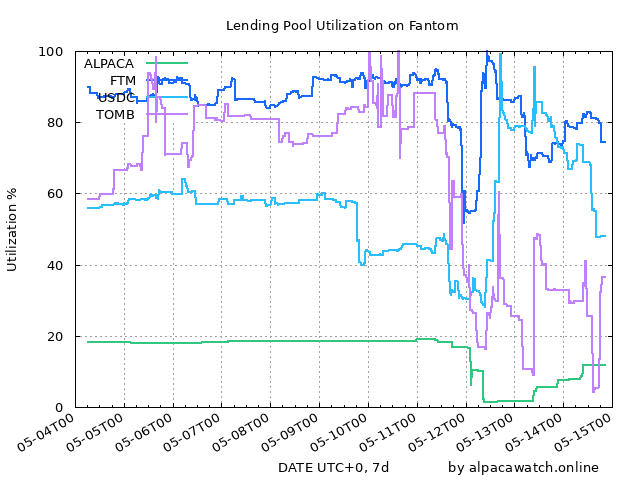 Lending Pool Utilization on Fantom
100
80
60
40
20
0
Utilization %
ALPACA
FTM
USDC
TOMB
05-04T00
05-05T00
05-06T00
05-07T00
05-08T00
05-09T00
05-10T00
05-11T00
05-12T00
05-13T00
05-14T00
05-15T00
DATE UTC+0, 7d
by alpacawatch.online